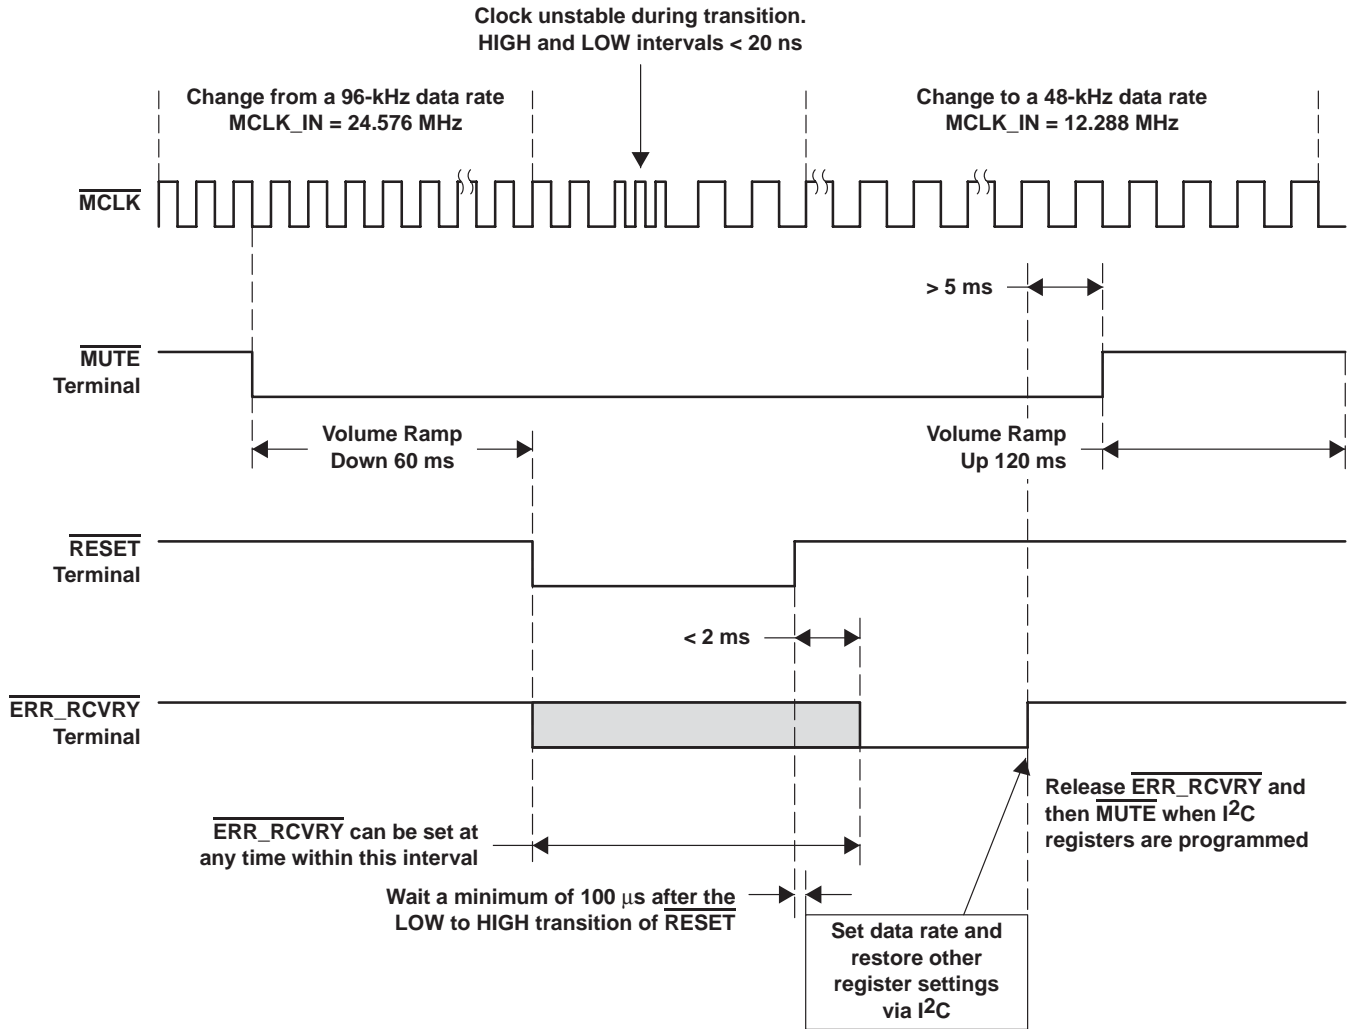 Clock unstable during transition.
HIGH and LOW intervals < 20 ns
Change from a 96-kHz data rate
MCLK_IN = 24.576 MHz
Change to a 48-kHz data rate
MCLK_IN = 12.288 MHz
MCLK
> 5 ms
MUTE
Terminal
Volume Ramp
Down 60 ms
Volume Ramp
Up 120 ms
RESET
Terminal
< 2 ms
ERR_RCVRY
Terminal
ERR_RCVRY can be set at
any time within this interval
Release ERR_RCVRY and
then MUTE when I2C
registers are programmed
Wait a minimum of 100 μs after the
LOW to HIGH transition of RESET
Set data rate and
restore other
register settings
via I2C